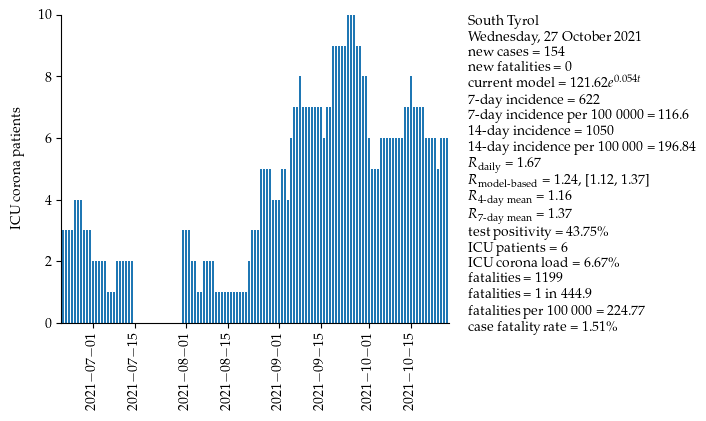 10
8
6
4
2
0
ICU corona patients
2021−07−01
2021−07−15
2021−08−01
2021−08−15
2021−09−01
2021−09−15
2021−10−01
2021−10−15
South Tyrol
Wednesday, 27 October 2021
new cases = 154
new fatalities = 0
current model = 121.62e^0.054t
7-day incidence = 622
7-day incidence per 100 0000 = 116.6
14-day incidence = 1050
14-day incidence per 100 000 = 196.84
R_daily = 1.67
R_model-based = 1.24, [1.12, 1.37]
R_4-day mean = 1.16
R_7-day mean = 1.37
test positivity = 43.75%
ICU patients = 6
ICU corona load = 6.67%
fatalities = 1199
fatalities = 1 in 444.9
fatalities per 100 000 = 224.77
case fatality rate = 1.51%